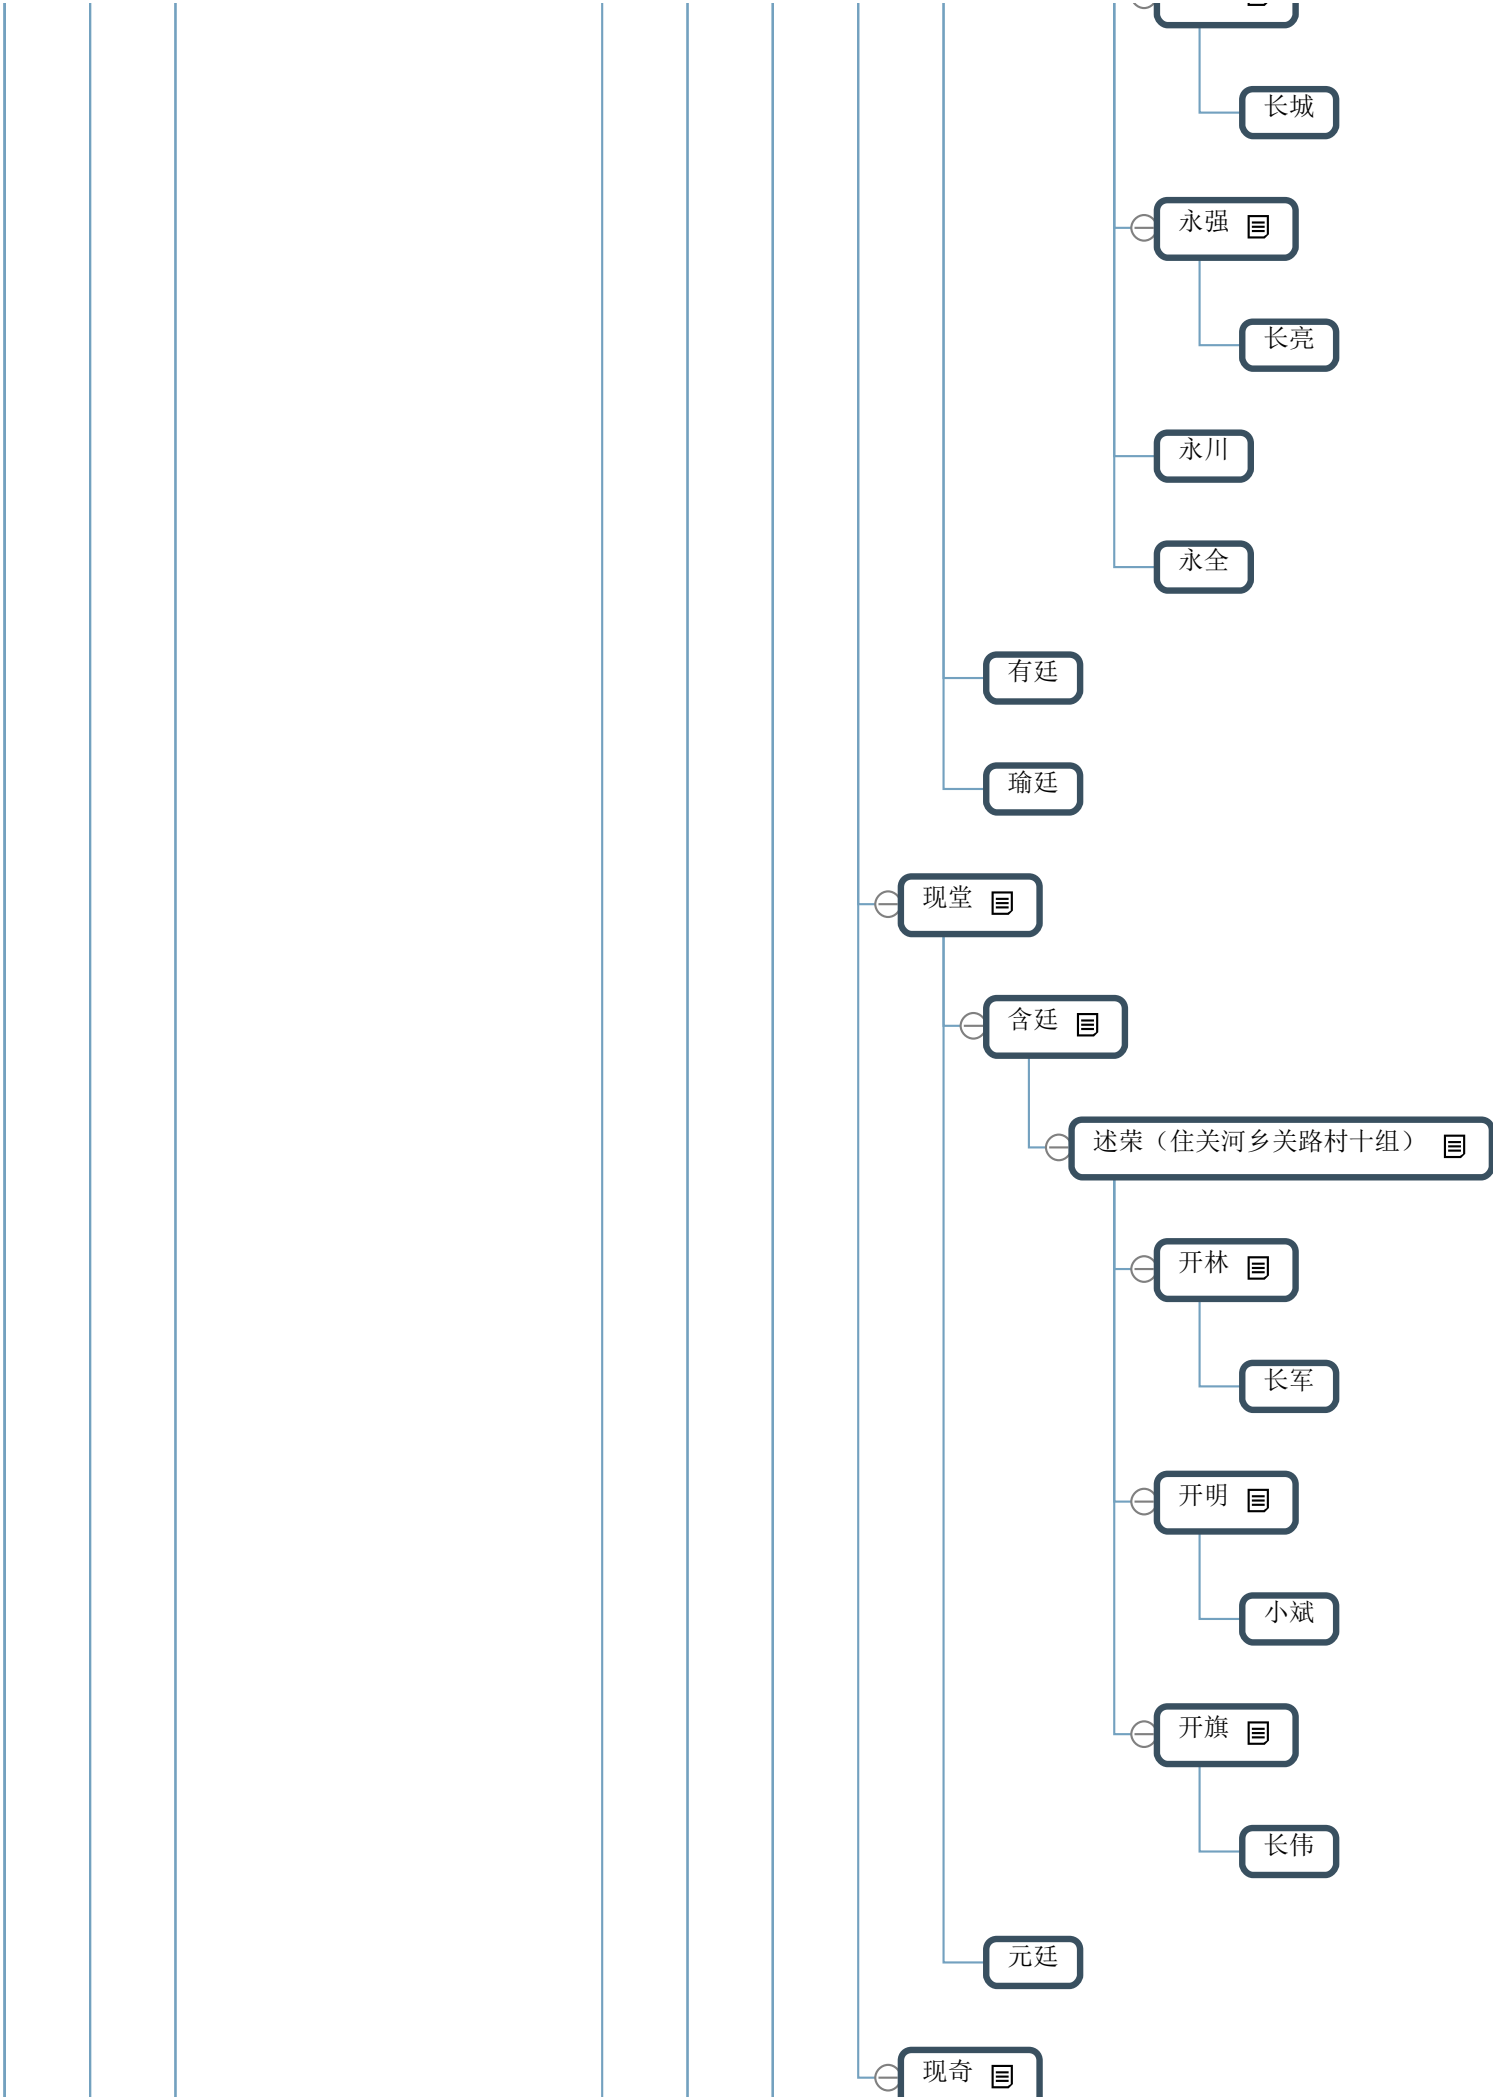 长城
永强
长亮
永川
永全
有廷
瑜廷
现堂
含廷
述荣（住关河乡关路村十组）
开林
长军
开明
小斌
开旗
长伟
元廷
现奇